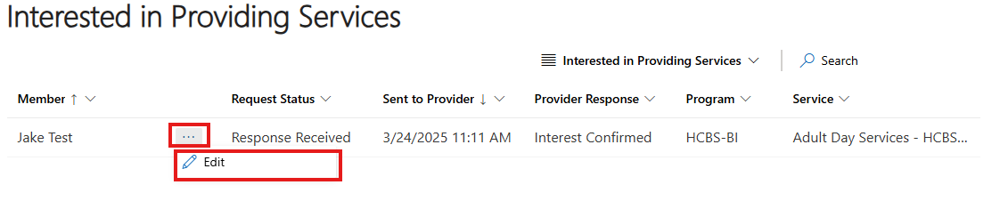 Interested in Providing Services
Interested in Providing Services Search
Member ↑ Request Status Sent to Provider ↓ Provider Response Program Service
Jake Test ... Response Received 3/24/2025 11:11 AM Interest Confirmed HCBS-BI Adult Day Services - HCBS...
Edit